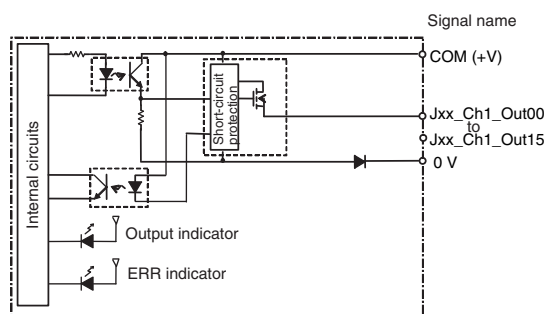 Signal name
COM (+V)
Jxx_Ch1_Out00
to
Jxx_Ch1_Out15
0 V
Internal circuits
Short-circuit
protection
Output indicator
ERR indicator